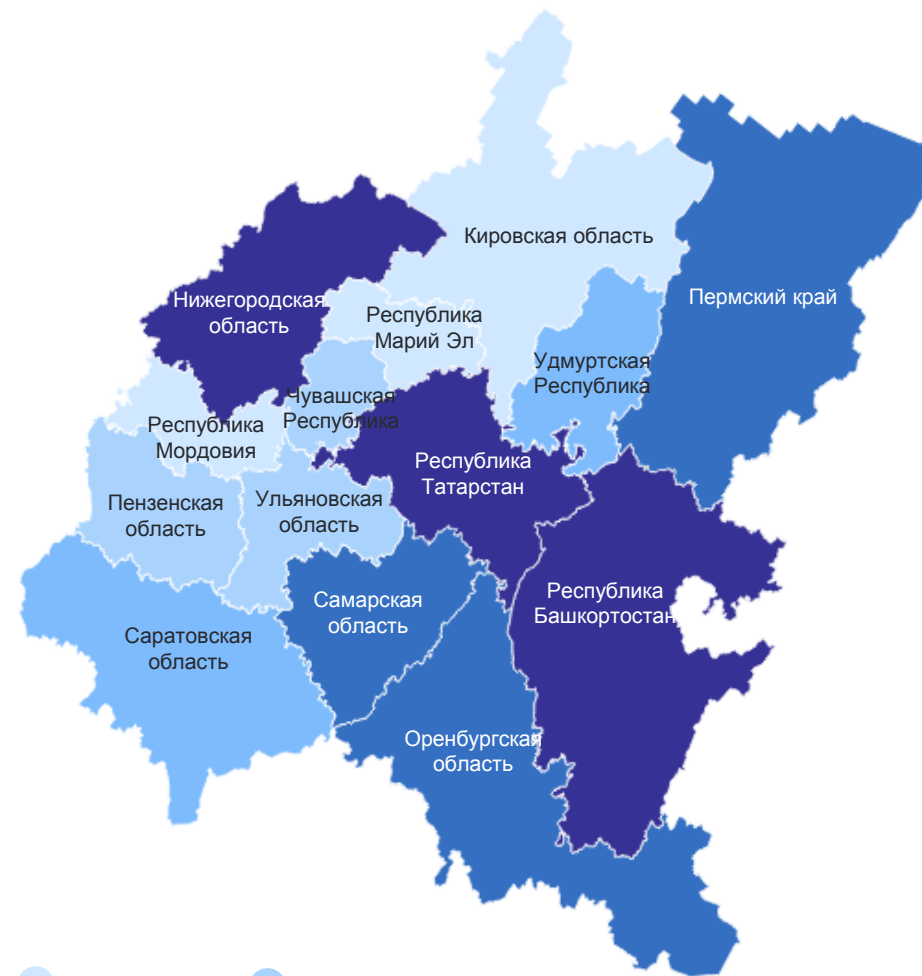 Кировская область
Пермский край
Нижегородская
область
Республика
Марий Эл
Удмуртская
Республика
Чувашская
Республика
Республика
Мордовия
Республика
Татарстан
Пензенская
область
Ульяновская
область
Республика
Башкортостан
Самарская
область
Саратовская
область
Оренбургская
область